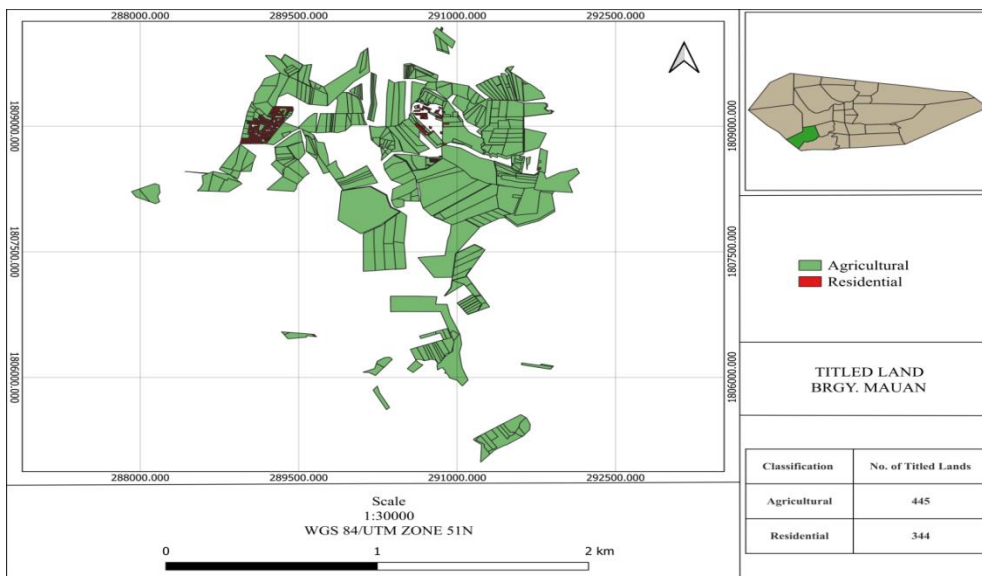 288000.000 289500.000 291000.000 292500.000
1809000.000
1807500.000
1806000.000
1809000.000
1807500.000
1806000.000
288000.000 289500.000 291000.000 292500.000
Scale
1:30000
WGS 84/UTM ZONE 51N
0 1 2 km
Agricultural
Residential
TITLED LAND
BRGY. MAUAN
Classification No. of Titled Lands
Agricultural 445
Residential 344